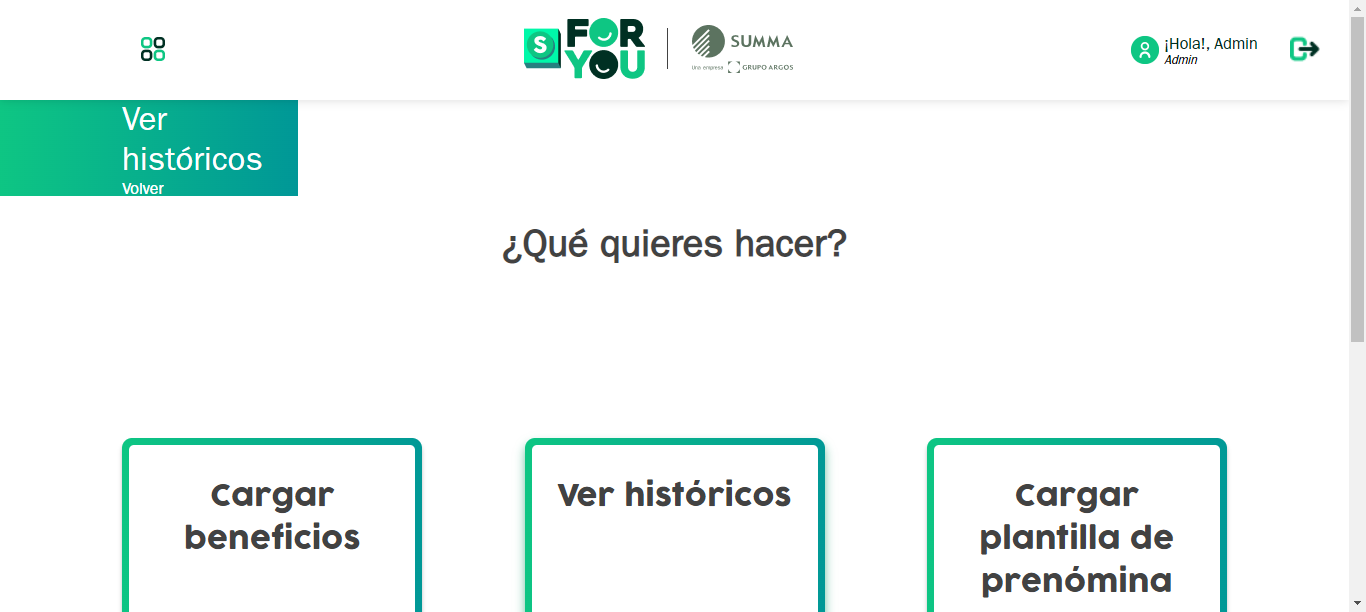 S FOR YOU
SUMMA
Una empresa GRUPO ARGOS
¡Hola!, Admin
Admin
Ver
históricos
Volver
¿Qué quieres hacer?
Cargar
beneficios
Ver históricos
Cargar
plantilla de
prenómina